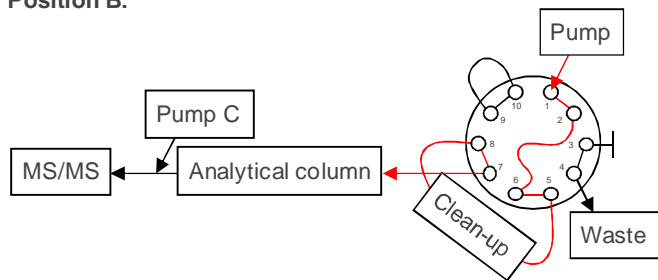 Position B.
Pump
Pump C
MS/MS
Analytical column
Clean-up
Waste
10
1
9
2
8
3
7
4
6
5